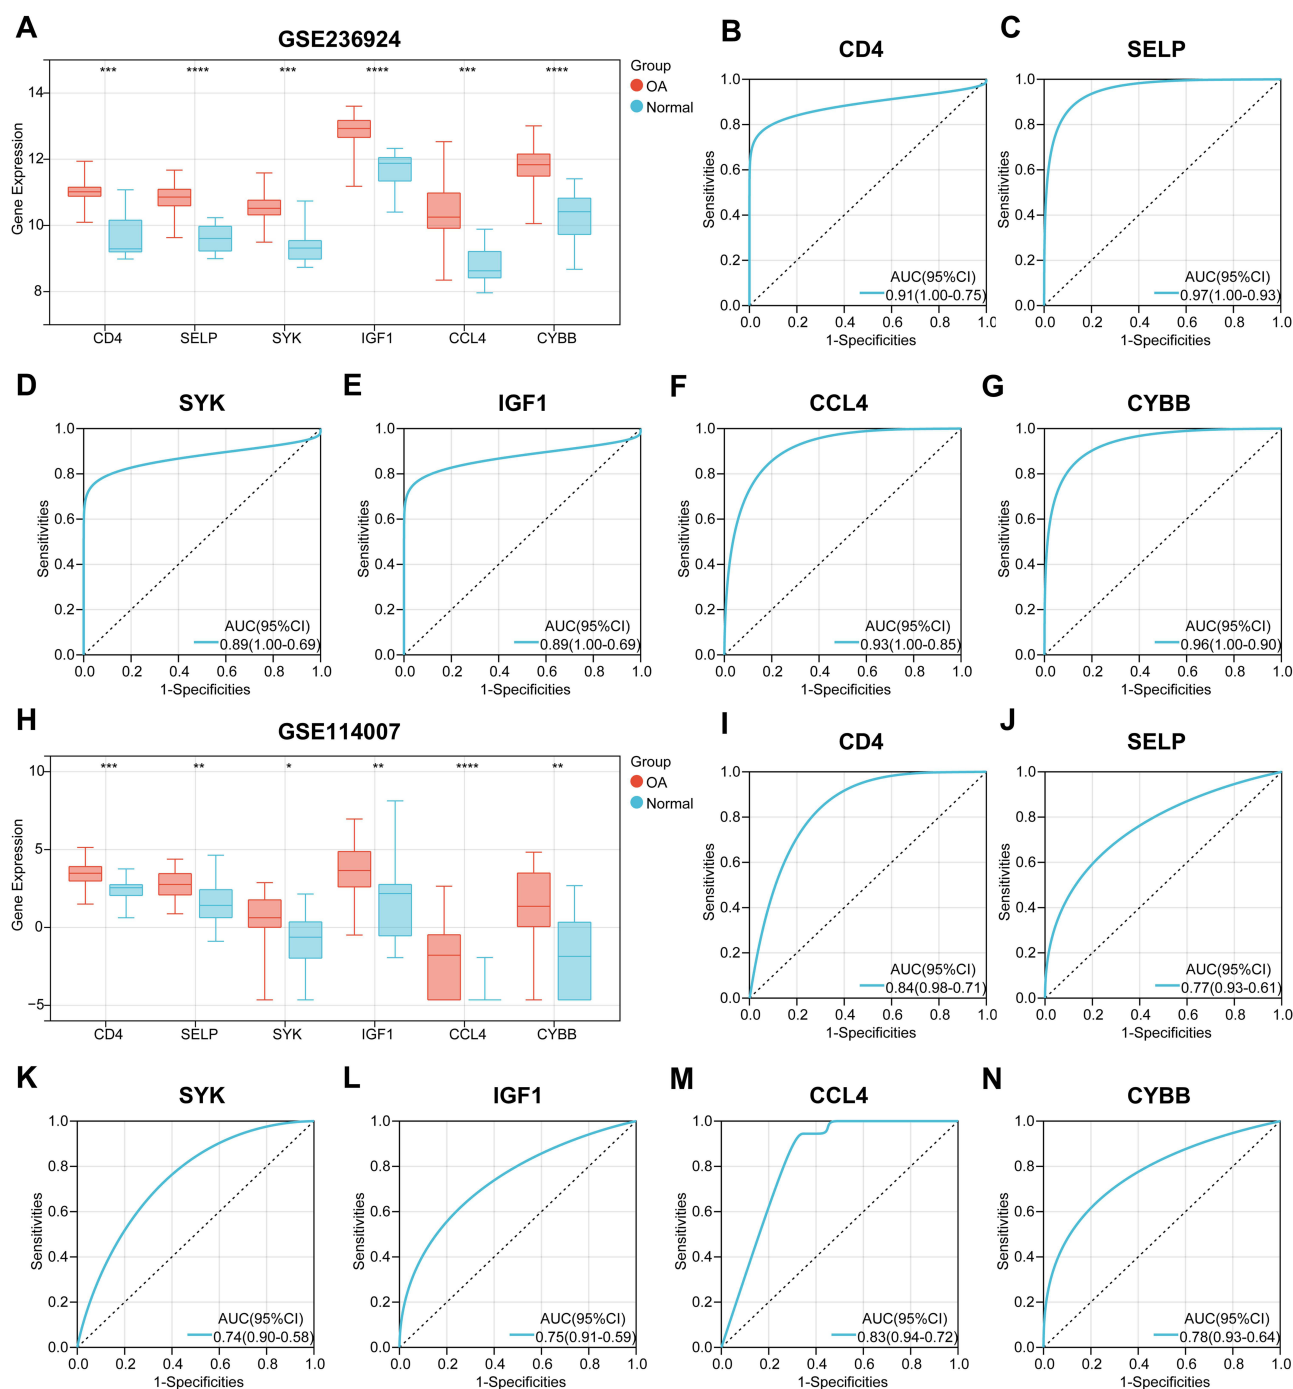 A
GSE236924
*** **** *** **** *** ****
Group
OA
Normal
Gene Expression
14
12
10
8
CD4 SELP SYK IGF1 CCL4 CYBB
B
CD4
Sensitivities
1.0
0.8
0.6
0.4
0.2
0.0
AUC(95%CI)
0.91(1.00-0.75)
0.0 0.2 0.4 0.6 0.8 1.0
1-Specificities
C
SELP
Sensitivities
1.0
0.8
0.6
0.4
0.2
0.0
AUC(95%CI)
0.97(1.00-0.93)
0.0 0.2 0.4 0.6 0.8 1.0
1-Specificities
D
SYK
Sensitivities
1.0
0.8
0.6
0.4
0.2
0.0
AUC(95%CI)
0.89(1.00-0.69)
0.0 0.2 0.4 0.6 0.8 1.0
1-Specificities
E
IGF1
Sensitivities
1.0
0.8
0.6
0.4
0.2
0.0
AUC(95%CI)
0.89(1.00-0.69)
0.0 0.2 0.4 0.6 0.8 1.0
1-Specificities
F
CCL4
Sensitivities
1.0
0.8
0.6
0.4
0.2
0.0
AUC(95%CI)
0.93(1.00-0.85)
0.0 0.2 0.4 0.6 0.8 1.0
1-Specificities
G
CYBB
Sensitivities
1.0
0.8
0.6
0.4
0.2
0.0
AUC(95%CI)
0.96(1.00-0.90)
0.0 0.2 0.4 0.6 0.8 1.0
1-Specificities
H
GSE114007
*** ** * ** **** **
Group
OA
Normal
Gene Expression
10
5
0
−5
CD4 SELP SYK IGF1 CCL4 CYBB
I
CD4
Sensitivities
1.0
0.8
0.6
0.4
0.2
0.0
AUC(95%CI)
0.84(0.98-0.71)
0.0 0.2 0.4 0.6 0.8 1.0
1-Specificities
J
SELP
Sensitivities
1.0
0.8
0.6
0.4
0.2
0.0
AUC(95%CI)
0.77(0.93-0.61)
0.0 0.2 0.4 0.6 0.8 1.0
1-Specificities
K
SYK
Sensitivities
1.0
0.8
0.6
0.4
0.2
0.0
AUC(95%CI)
0.74(0.90-0.58)
0.0 0.2 0.4 0.6 0.8 1.0
1-Specificities
L
IGF1
Sensitivities
1.0
0.8
0.6
0.4
0.2
0.0
AUC(95%CI)
0.75(0.91-0.59)
0.0 0.2 0.4 0.6 0.8 1.0
1-Specificities
M
CCL4
Sensitivities
1.0
0.8
0.6
0.4
0.2
0.0
AUC(95%CI)
0.83(0.94-0.72)
0.0 0.2 0.4 0.6 0.8 1.0
1-Specificities
N
CYBB
Sensitivities
1.0
0.8
0.6
0.4
0.2
0.0
AUC(95%CI)
0.78(0.93-0.64)
0.0 0.2 0.4 0.6 0.8 1.0
1-Specificities